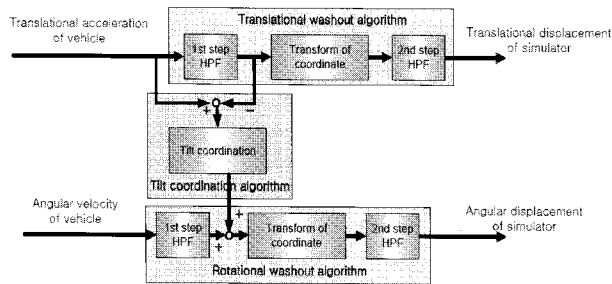 Translational washout algorithm
Translational acceleration
of vehicle
1st step
HPF
Transform of
coordinate
2nd step
HPF
Translational displacement
of simulator
+
−
Tilt coordination
Tilt coordination algorithm
Angular velocity
of vehicle
1st step
HPF
+
+
Transform of
coordinate
2nd step
HPF
Angular displacement
of simulator
Rotational washout algorithm